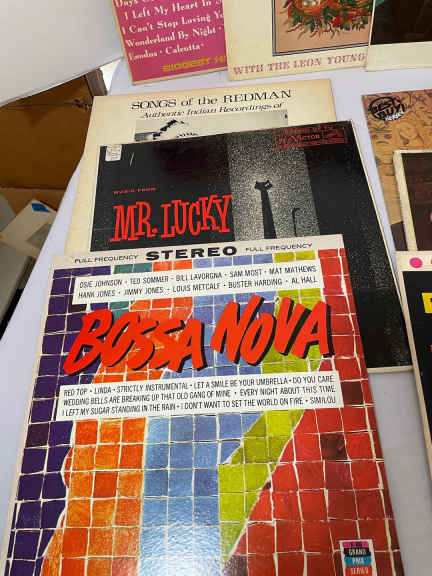 I Left My Heart In S
I Can't Stop Loving Y
Wonderland By Night •
Exodus • Calcutta •
BIGGEST HI
WITH THE LEON YOUNG
SONGS of the REDMAN
Authentic Indian Recordings of
MUSIC FROM
MR. LUCKY
FULL FREQUENCY STEREO FULL FREQUENCY
OSIE JOHNSON • TED SOMMER • BILL LAVORGNA • SAM MOST • MAT MATHEWS
HANK JONES • JIMMY JONES • LOUIS METCALF • BUSTER HARDING • AL HALL
BOSSA NOVA
RED TOP • LINDA • STRICTLY INSTRUMENTAL • LET A SMILE BE YOUR UMBRELLA • DO YOU CARE
WEDDING BELLS ARE BREAKING UP THAT OLD GANG OF MINE • EVERY NIGHT ABOUT THIS TIME
I LEFT MY SUGAR STANDING IN THE RAIN • I DON'T WANT TO SET THE WORLD ON FIRE • SIMILOU
GRAND
PRIX
SERIES